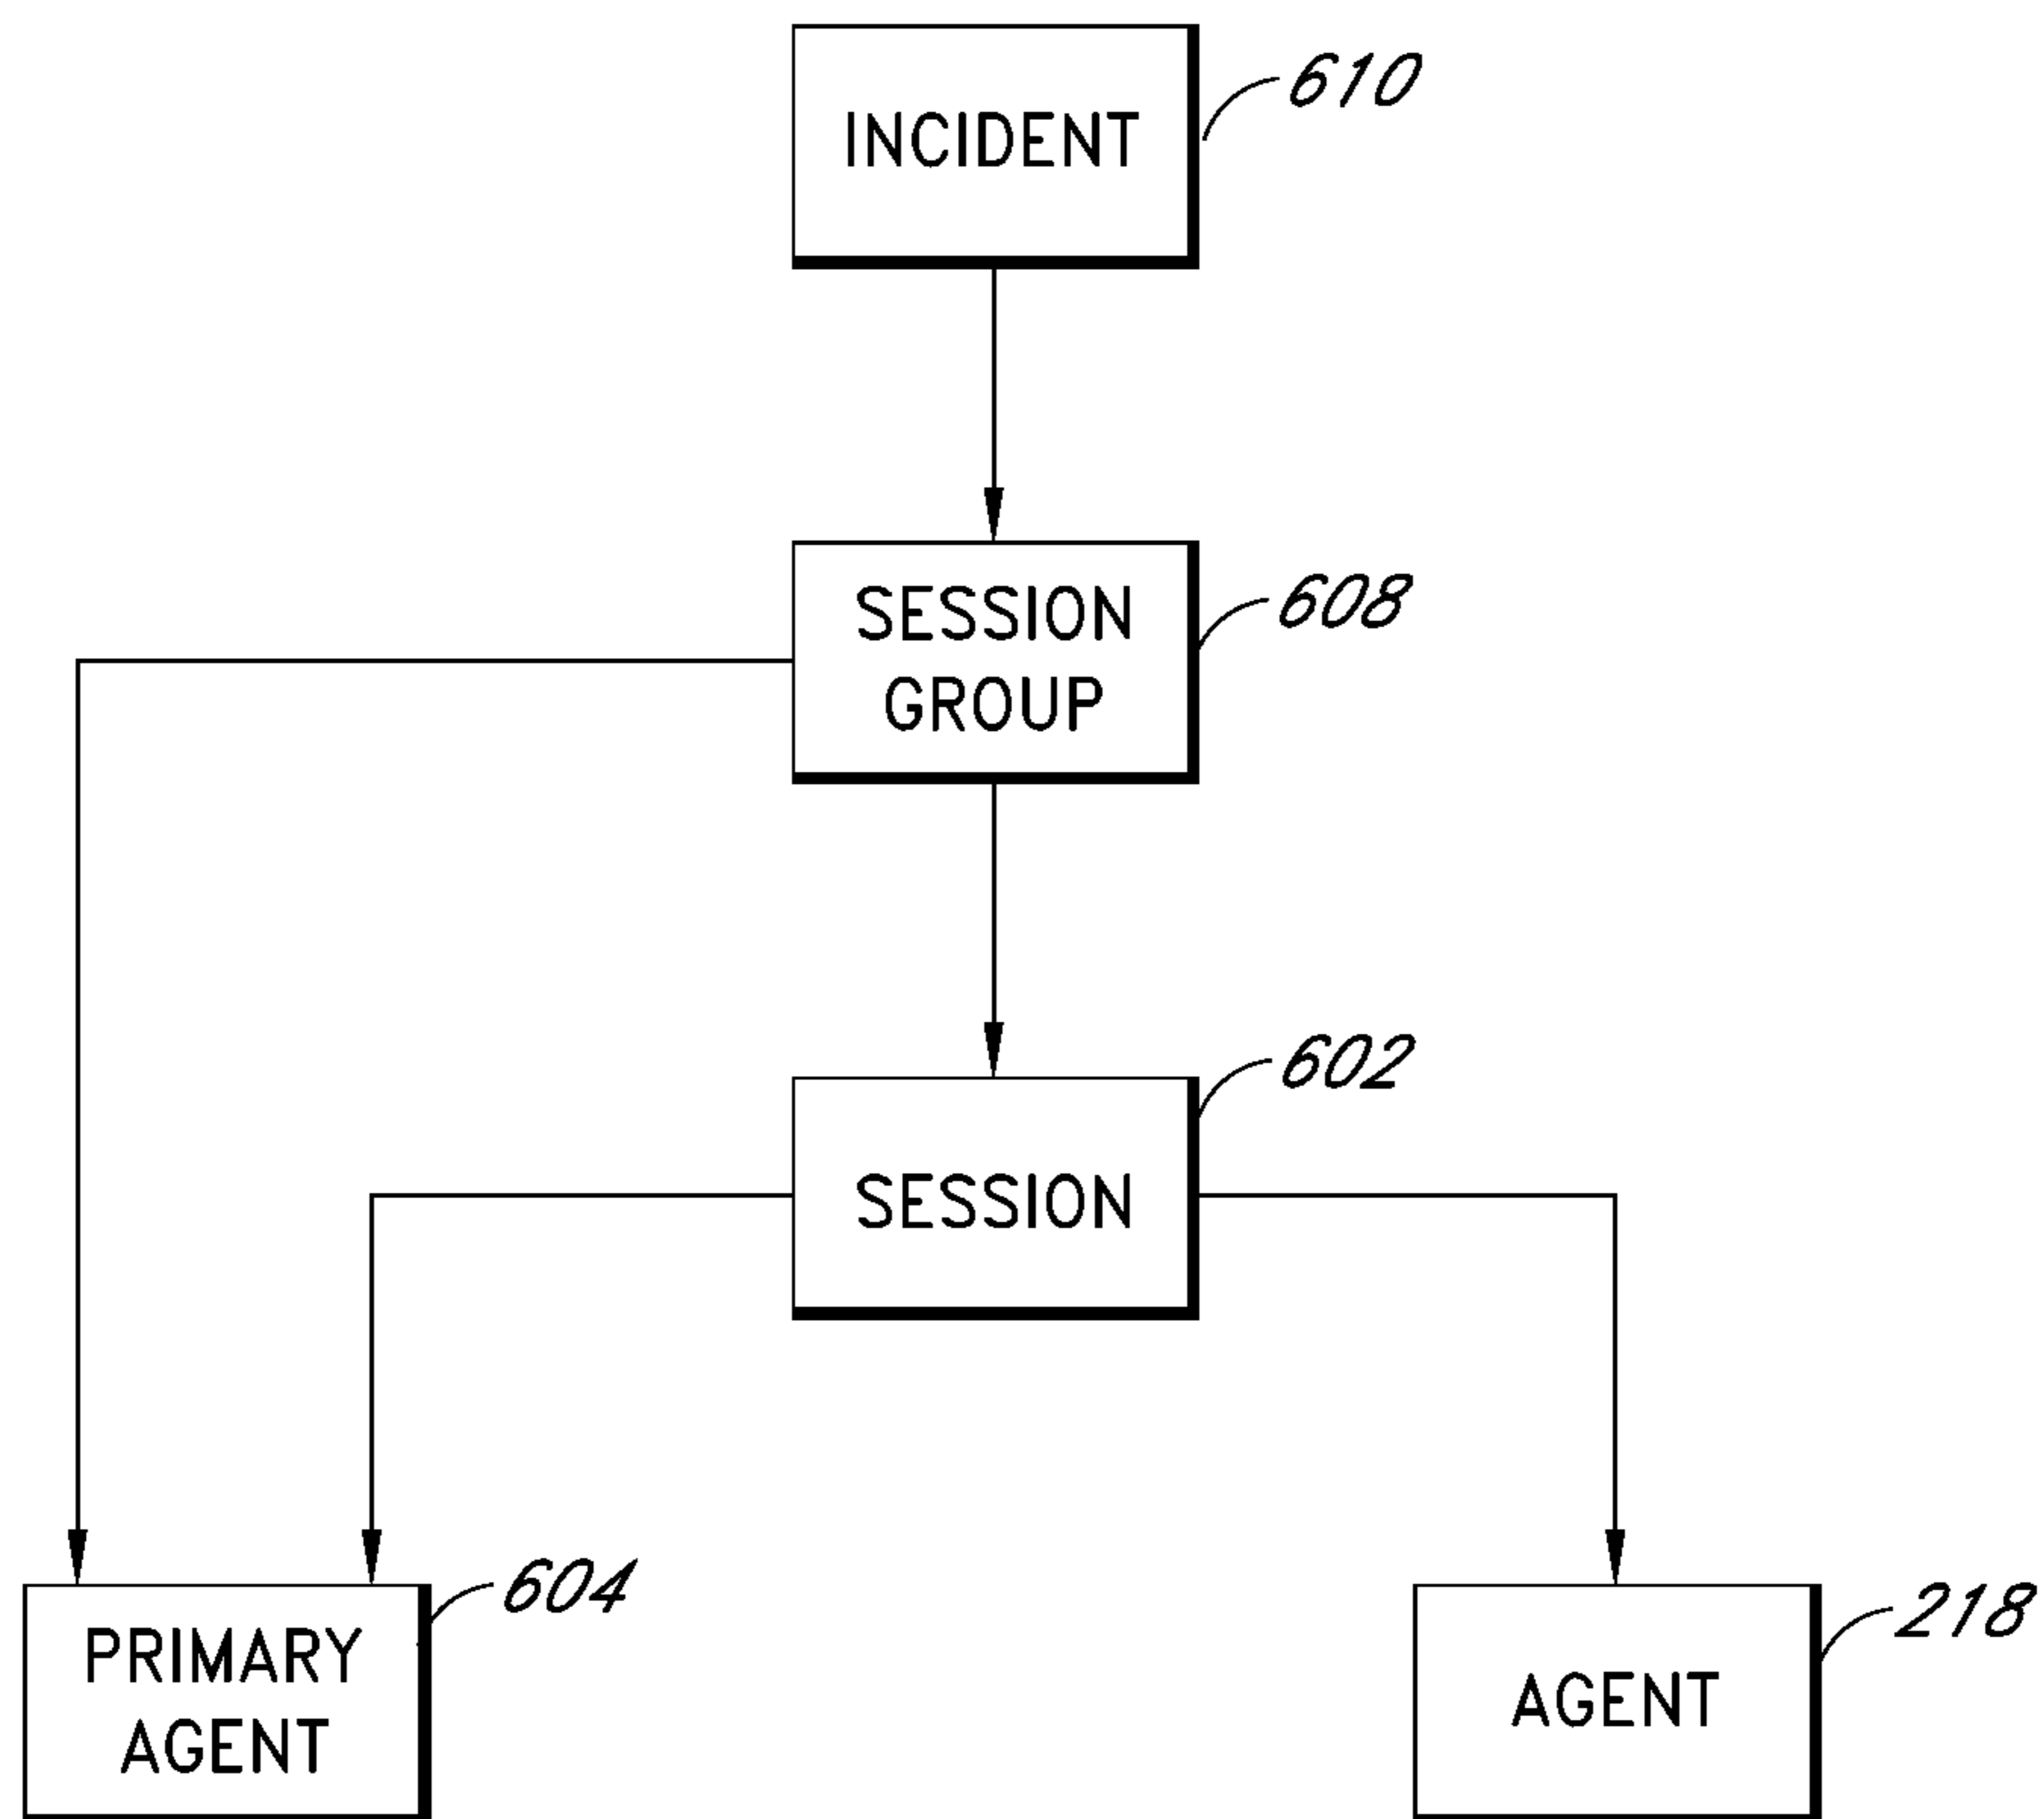 INCIDENT
610
SESSION
GROUP
608
SESSION
602
PRIMARY
AGENT
604
AGENT
218